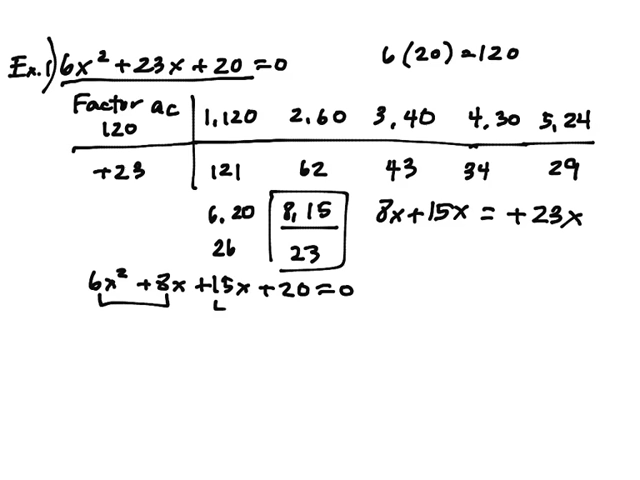 Ex.1) 6x² + 23x + 20 = 0
6(20) = 120
Factor ac 120 | 1,120 2,60 3,40 4,30 5,24
+23 | 121 62 43 34 29
6,20 8,15 8x + 15x = +23x
26 23
6x² + 8x + 15x + 20 = 0